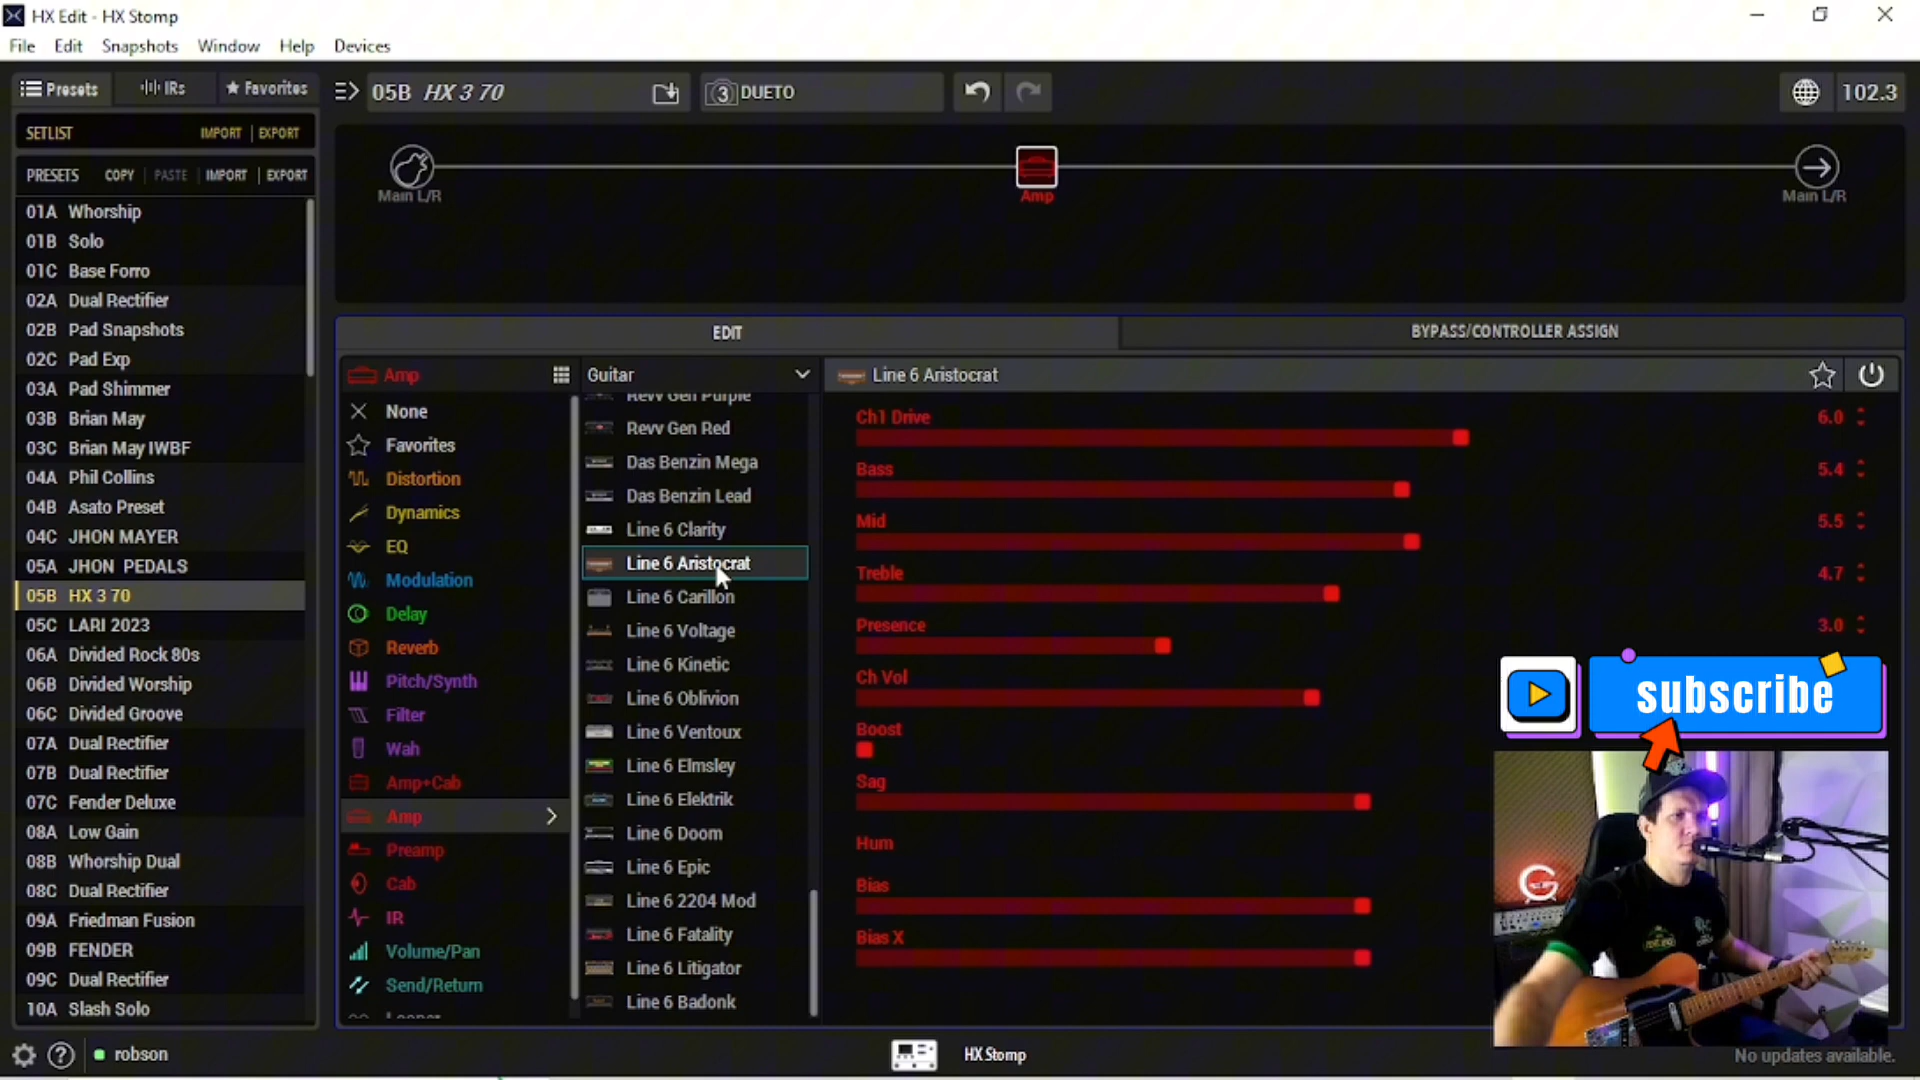 HX Edit - HX Stomp
File Edit Snapshots Window Help Devices
Presets IRs Favorites
05B HX 3 70
3 DUETO
102.3
SETLIST IMPORT EXPORT
PRESETS COPY PASTE IMPORT EXPORT
01A Whorship
01B Solo
01C Base Forro
02A Dual Rectifier
02B Pad Snapshots
02C Pad Exp
03A Pad Shimmer
03B Brian May
03C Brian May IWBF
04A Phil Collins
04B Asato Preset
04C JHON MAYER
05A JHON PEDALS
05B HX 3 70
05C LARI 2023
06A Divided Rock 80s
06B Divided Worship
06C Divided Groove
07A Dual Rectifier
07B Dual Rectifier
07C Fender Deluxe
08A Low Gain
08B Whorship Dual
08C Dual Rectifier
09A Friedman Fusion
09B FENDER
09C Dual Rectifier
10A Slash Solo
Main L/R
Amp
Main L/R
EDIT
BYPASS/CONTROLLER ASSIGN
Amp
None
Favorites
Distortion
Dynamics
EQ
Modulation
Delay
Reverb
Pitch/Synth
Filter
Wah
Amp+Cab
Amp
Preamp
Cab
IR
Volume/Pan
Send/Return
Looper
Guitar
Revv Gen Purple
Revv Gen Red
Das Benzin Mega
Das Benzin Lead
Line 6 Clarity
Line 6 Aristocrat
Line 6 Carillon
Line 6 Voltage
Line 6 Kinetic
Line 6 Oblivion
Line 6 Ventoux
Line 6 Elmsley
Line 6 Elektrik
Line 6 Doom
Line 6 Epic
Line 6 2204 Mod
Line 6 Fatality
Line 6 Litigator
Line 6 Badonk
Line 6 Aristocrat
Ch1 Drive 6.0
Bass 5.4
Mid 5.5
Treble 4.7
Presence 3.0
Ch Vol
Boost
Sag
Hum
Bias
Bias X
subscribe
G
robson
HX Stomp
No updates available.